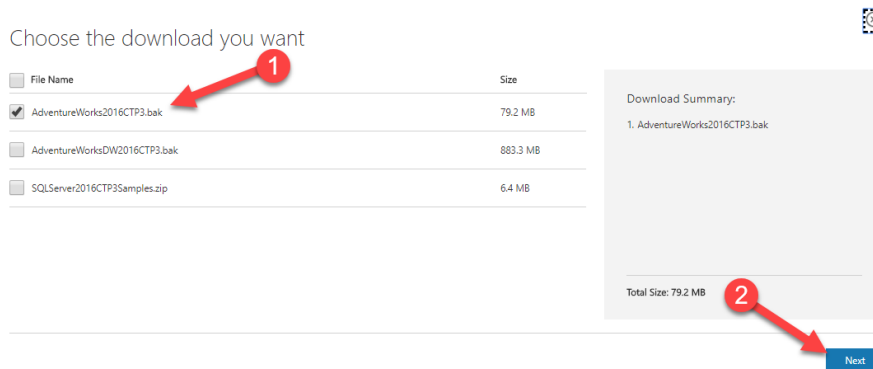 Choose the download you want
1
File Name Size
AdventureWorks2016CTP3.bak 79.2 MB
AdventureWorksDW2016CTP3.bak 883.3 MB
SQLServer2016CTP3Samples.zip 6.4 MB
Download Summary:
1. AdventureWorks2016CTP3.bak
Total Size: 79.2 MB
2
Next